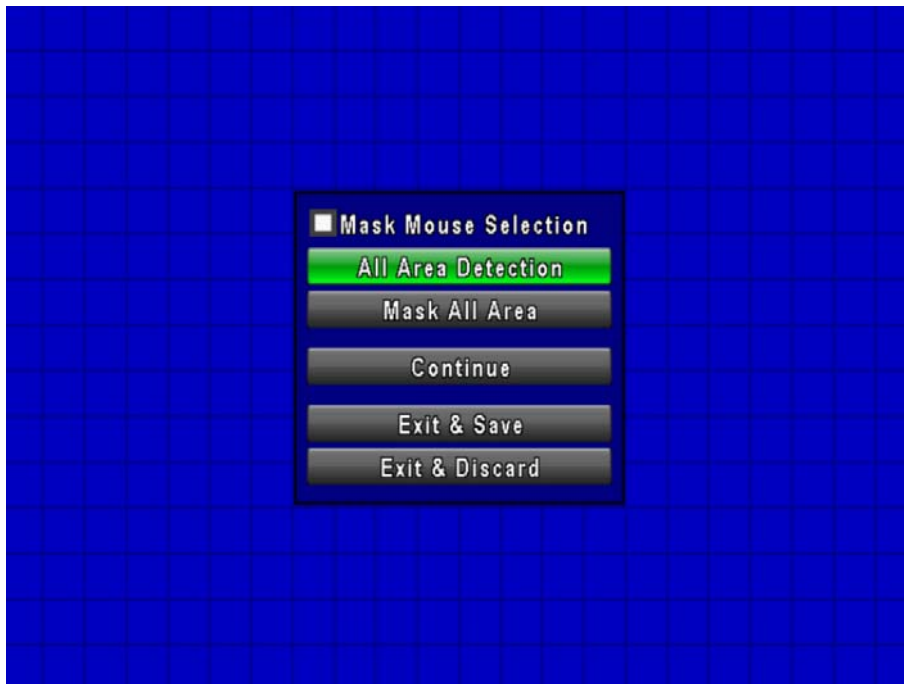 Mask Mouse Selection
All Area Detection
Mask All Area
Continue
Exit & Save
Exit & Discard